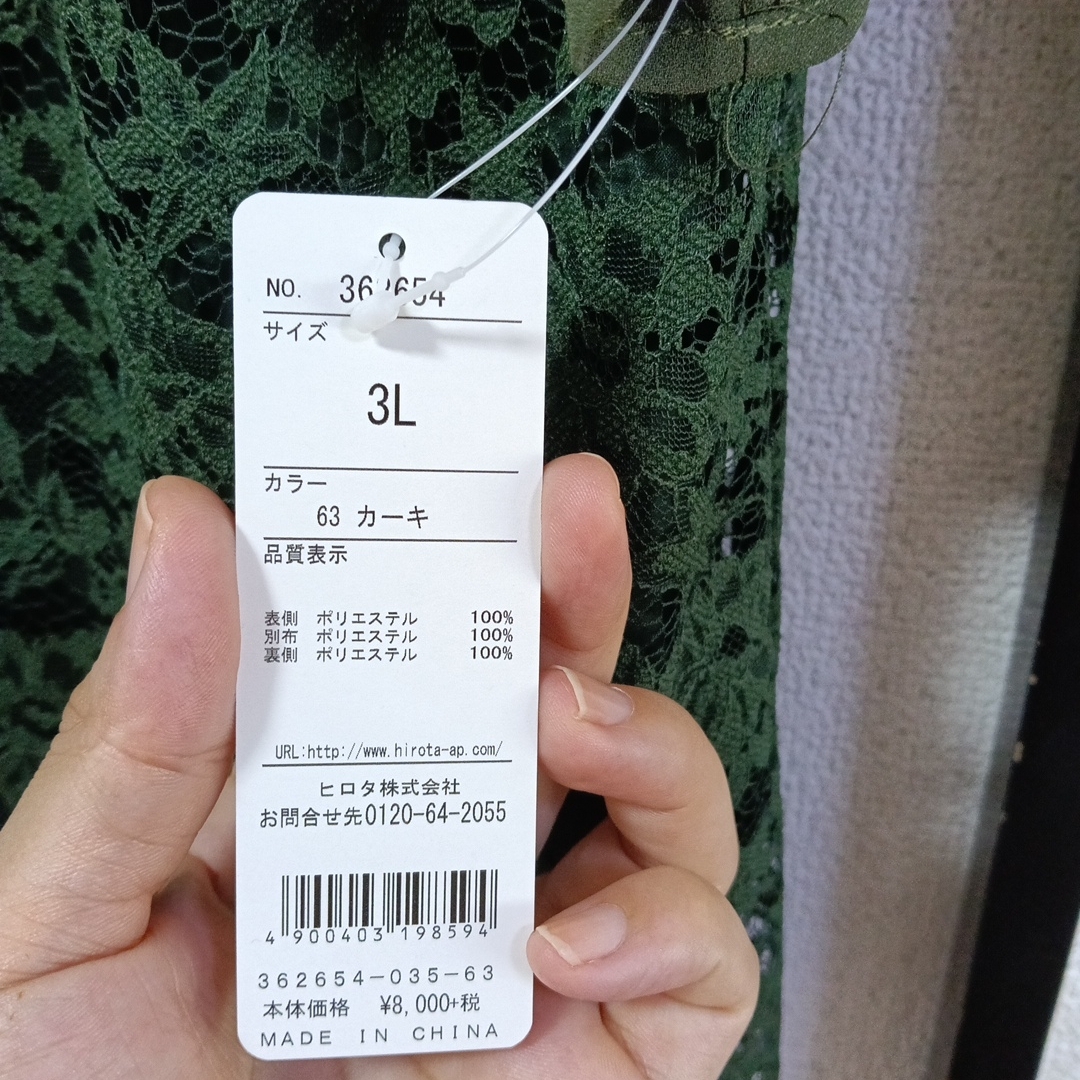 NO. 362654
サイズ
3L
カラー
63 カーキ
品質表示
表側 ポリエステル 100%
別布 ポリエステル 100%
裏側 ポリエステル 100%
URL:http://www.hirota-ap.com/
ヒロタ株式会社
お問合せ先0120-64-2055
4 900403 198594
362654-035-63
本体価格 ¥8,000+税
MADE IN CHINA